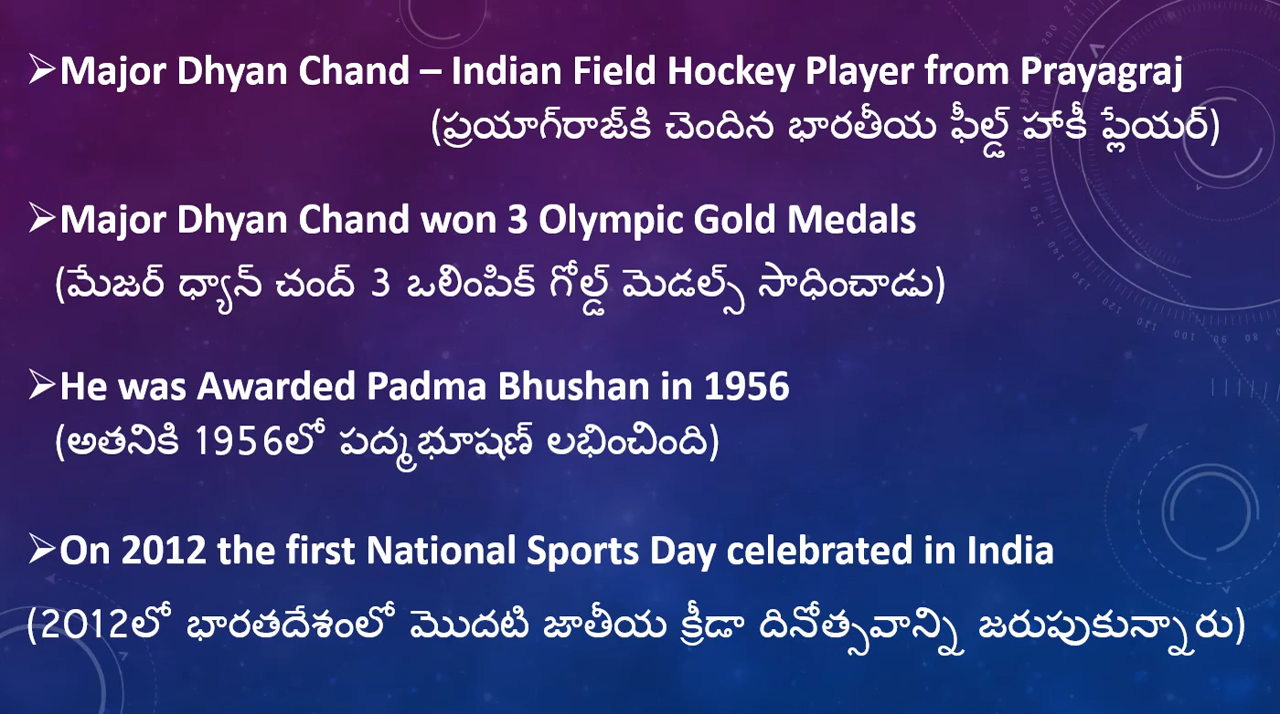 ➢Major Dhyan Chand – Indian Field Hockey Player from Prayagraj
(ప్రయాగ్‌రాజ్‌కి చెందిన భారతీయ ఫీల్డ్ హాకీ ప్లేయర్)
➢Major Dhyan Chand won 3 Olympic Gold Medals
(మేజర్ ధ్యాన్ చంద్ 3 ఒలింపిక్ గోల్డ్ మెడల్స్ సాధించాడు)
➢He was Awarded Padma Bhushan in 1956
(అతనికి 1956లో పద్మభూషణ్ లభించింది)
➢On 2012 the first National Sports Day celebrated in India
(2012లో భారతదేశంలో మొదటి జాతీయ క్రీడా దినోత్సవాన్ని జరుపుకున్నారు)